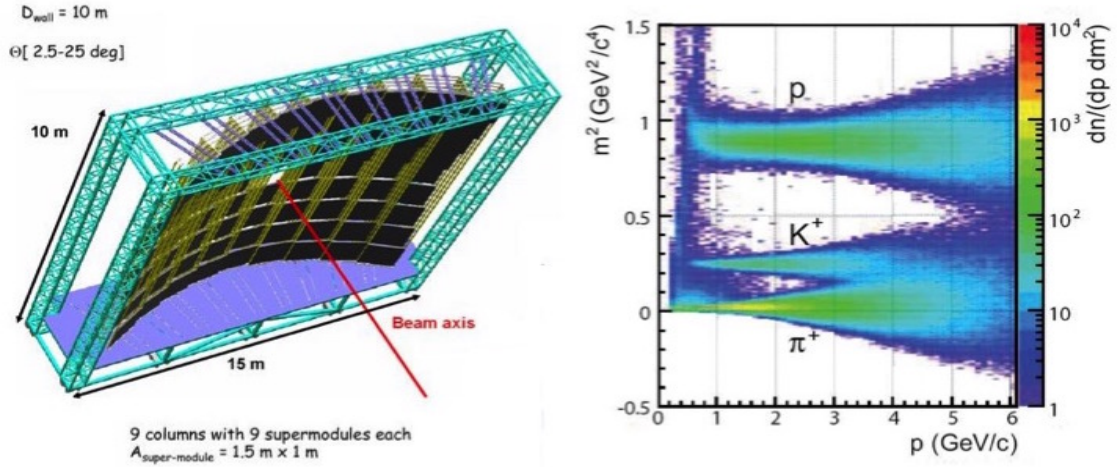 D_wall = 10 m
Θ[ 2.5-25 deg]
10 m
15 m
Beam axis
9 columns with 9 supermodules each
A_super-module = 1.5 m x 1 m
m² (GeV²/c⁴)
1.5
1.0
0.5
0
-0.5
p
K⁺
π⁺
0
1
2
3
4
5
6
p (GeV/c)
10⁴
10³
10²
10
1
dn/(dp dm²)